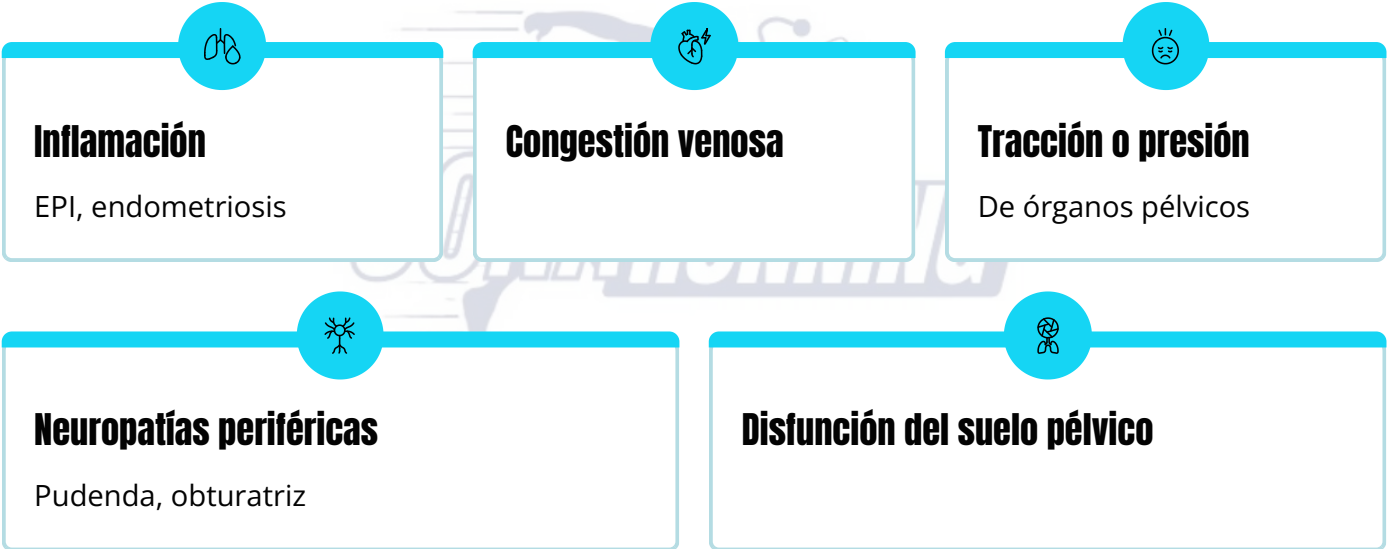 Inflamación
EPI, endometriosis
Congestión venosa
Tracción o presión
De órganos pélvicos
Neuropatías periféricas
Pudenda, obturatriz
Disfunción del suelo pélvico